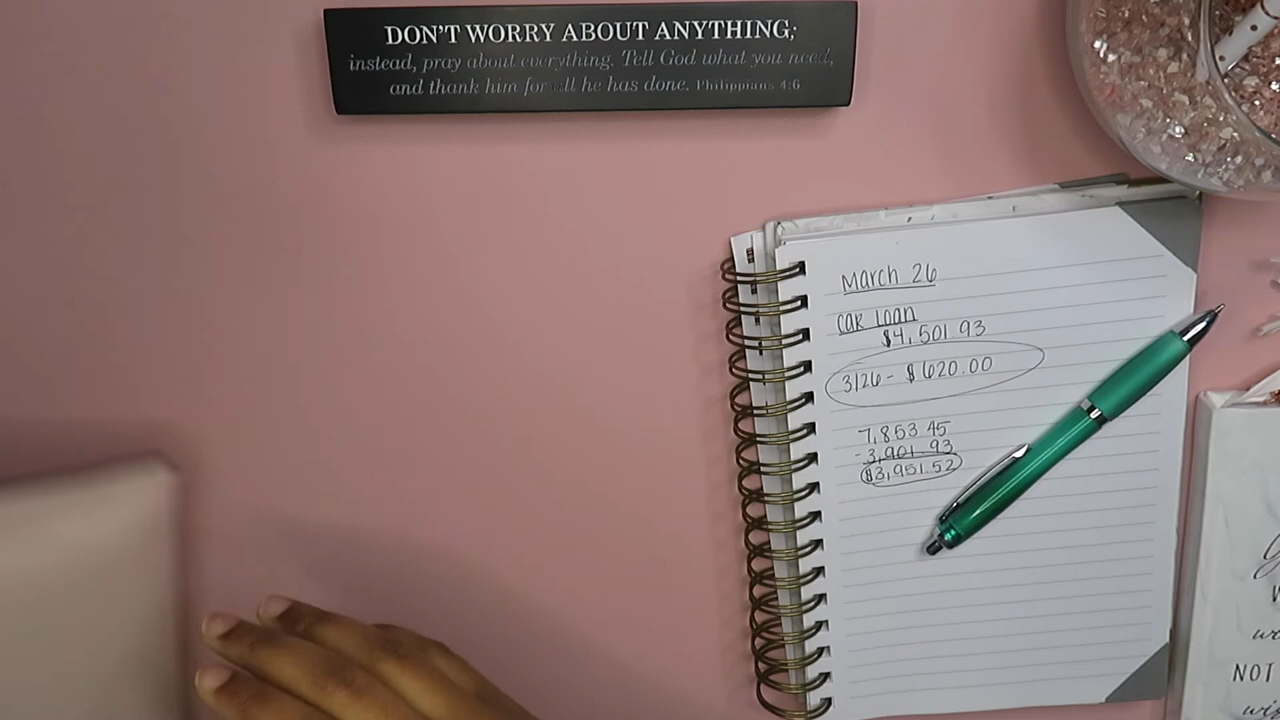 DON'T WORRY ABOUT ANYTHING;
instead, pray about everything. Tell God what you need,
and thank him for all he has done. Philippians 4:6
March 26
car loan
$4,501.93
3/26 - $620.00
7,853 45
- 3,901.93
$3,951.52
NOT